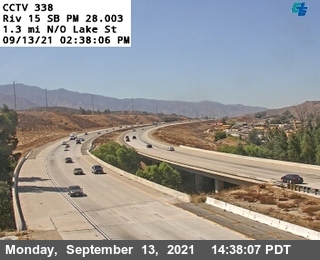 CCTV 338
Riv 15 SB PM 28.003
1.3 mi N/O Lake St
09/13/21 02:38:06 PM
Monday, September 13, 2021 14:38:07 PDT